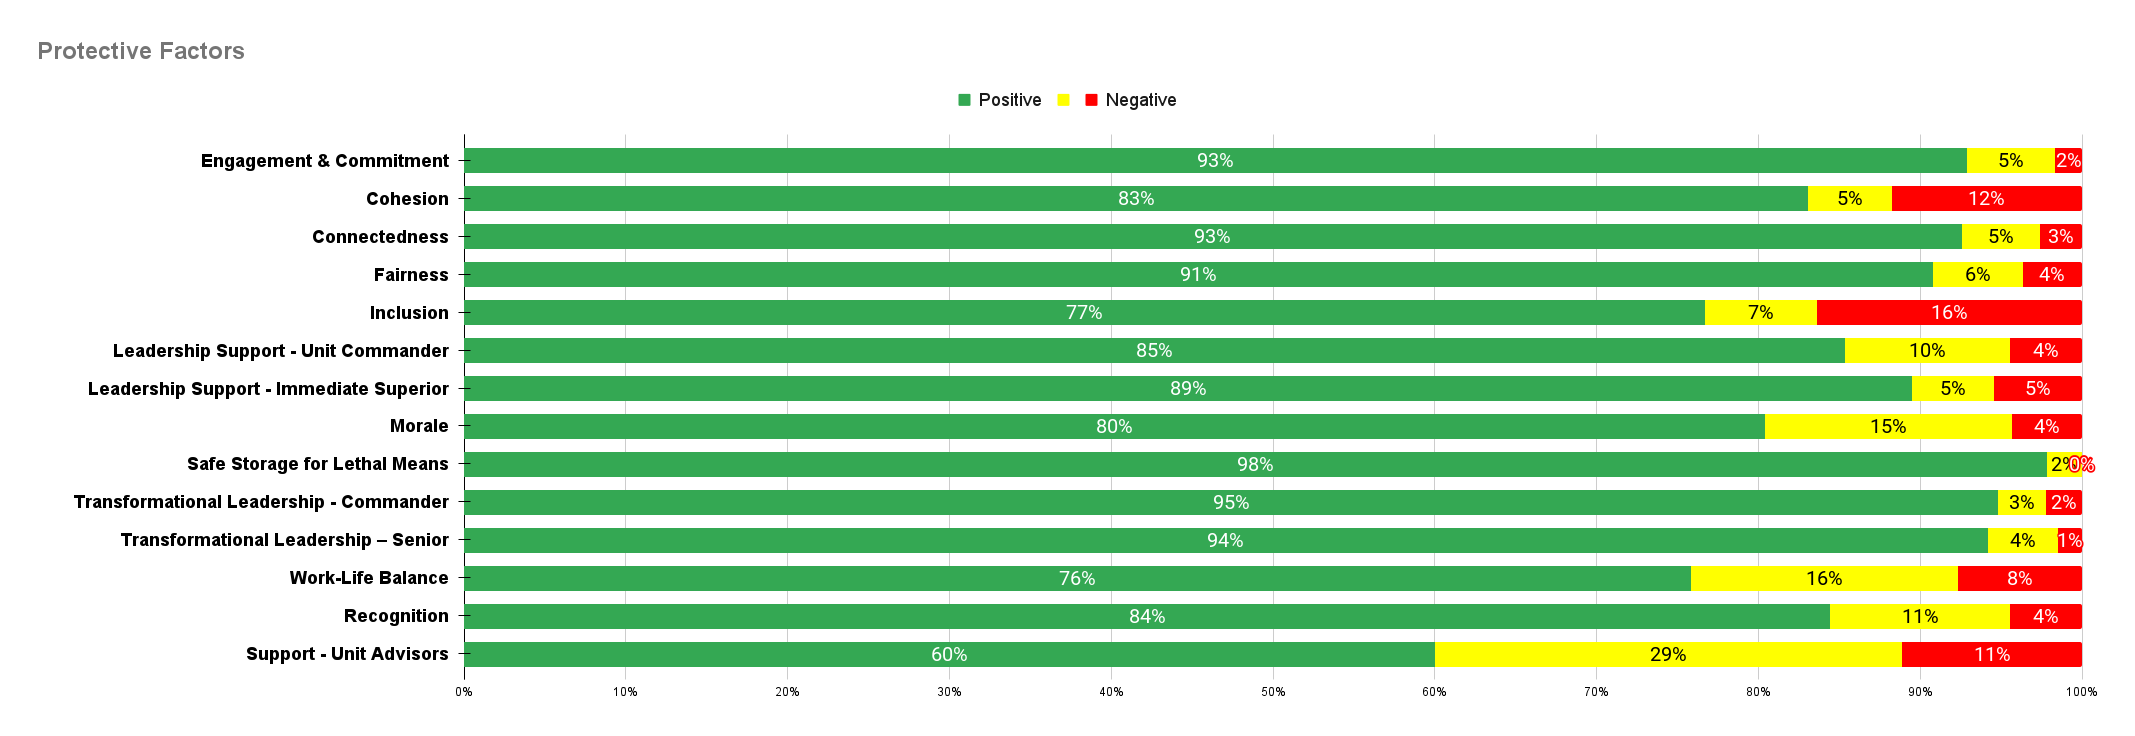 Protective Factors
Positive Negative
Engagement & Commitment 93% 5% 2%
Cohesion 83% 5% 12%
Connectedness 93% 5% 3%
Fairness 91% 6% 4%
Inclusion 77% 7% 16%
Leadership Support - Unit Commander 85% 10% 4%
Leadership Support - Immediate Superior 89% 5% 5%
Morale 80% 15% 4%
Safe Storage for Lethal Means 98% 2% 0%
Transformational Leadership - Commander 95% 3% 2%
Transformational Leadership – Senior 94% 4% 1%
Work-Life Balance 76% 16% 8%
Recognition 84% 11% 4%
Support - Unit Advisors 60% 29% 11%
0% 10% 20% 30% 40% 50% 60% 70% 80% 90% 100%